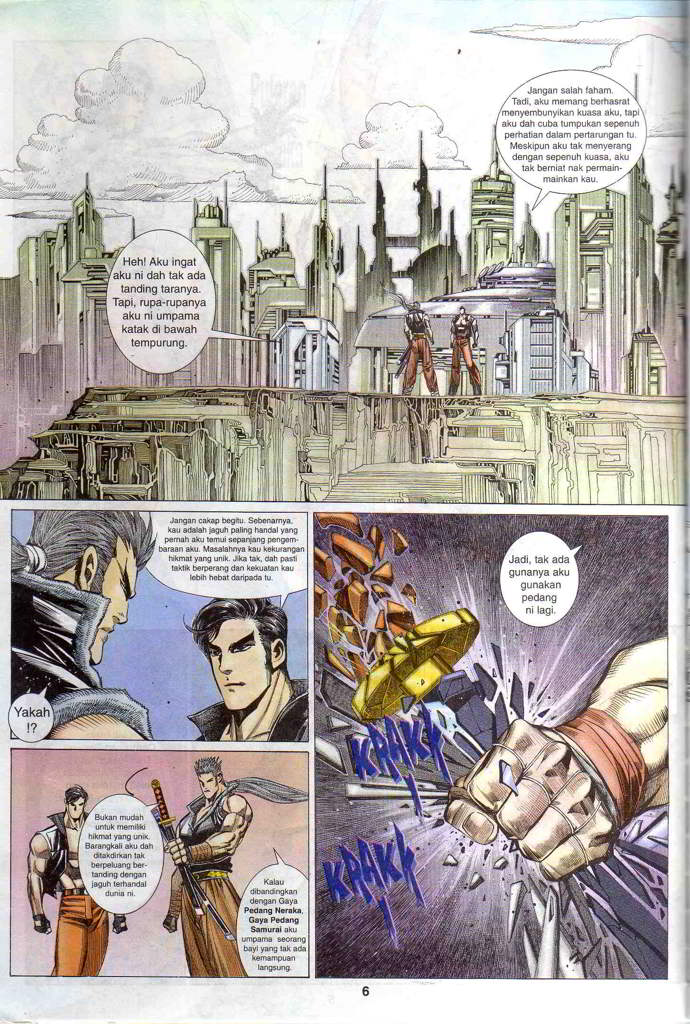 Jangan salah faham.
Tadi, aku memang berhasrat
menyembunyikan kuasa aku, tapi
aku dah cuba tumpukan sepenuh
perhatian dalam pertarungan tu.
Meskipun aku tak menyerang
dengan sepenuh kuasa, aku
tak berniat nak permain-
mainkan kau.
Heh! Aku ingat
aku ni dah tak ada
tanding taranya.
Tapi, rupa-rupanya
aku ni umpama
katak di bawah
tempurung.
Jangan cakap begitu. Sebenarnya,
kau adalah jaguh paling handal yang
pernah aku temui sepanjang pengem-
baraan aku. Masalahnya kau kekurangan
hikmat yang unik. Jika tak, dah pasti
taktik berperang dan kekuatan kau
lebih hebat daripada tu.
Yakah
!?
Jadi, tak ada
gunanya aku
gunakan
pedang
ni lagi.
KRAKK
!
KRAKK
!
Bukan mudah
untuk memiliki
hikmat yang unik.
Barangkali aku dah
ditakdirkan tak
berpeluang ber-
tanding dengan
jaguh terhandal
dunia ni.
Kalau
dibandingkan
dengan Gaya
Pedang Neraka,
Gaya Pedang
Samurai aku
umpama seorang
bayi yang tak ada
kemampuan
langsung.
6